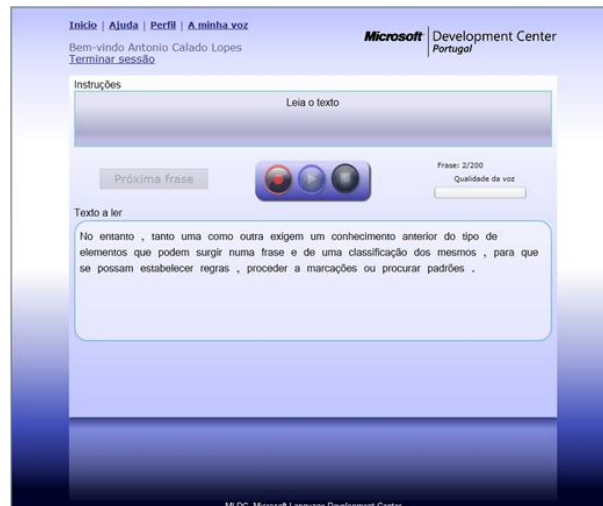 Inicio | Ajuda | Perfil | A minha voz
Bem-vindo Antonio Calado Lopes
Terminar sessão
Microsoft Development Center
Portugal
Instruções
Leia o texto
Próxima frase
Frase: 2/200
Qualidade da voz
Texto a ler
No entanto , tanto uma como outra exigem um conhecimento anterior do tipo de
elementos que podem surgir numa frase e de uma classificação dos mesmos , para que
se possam estabelecer regras , proceder a marcações ou procurar padrões .
MLDC, Microsoft Language Development Center